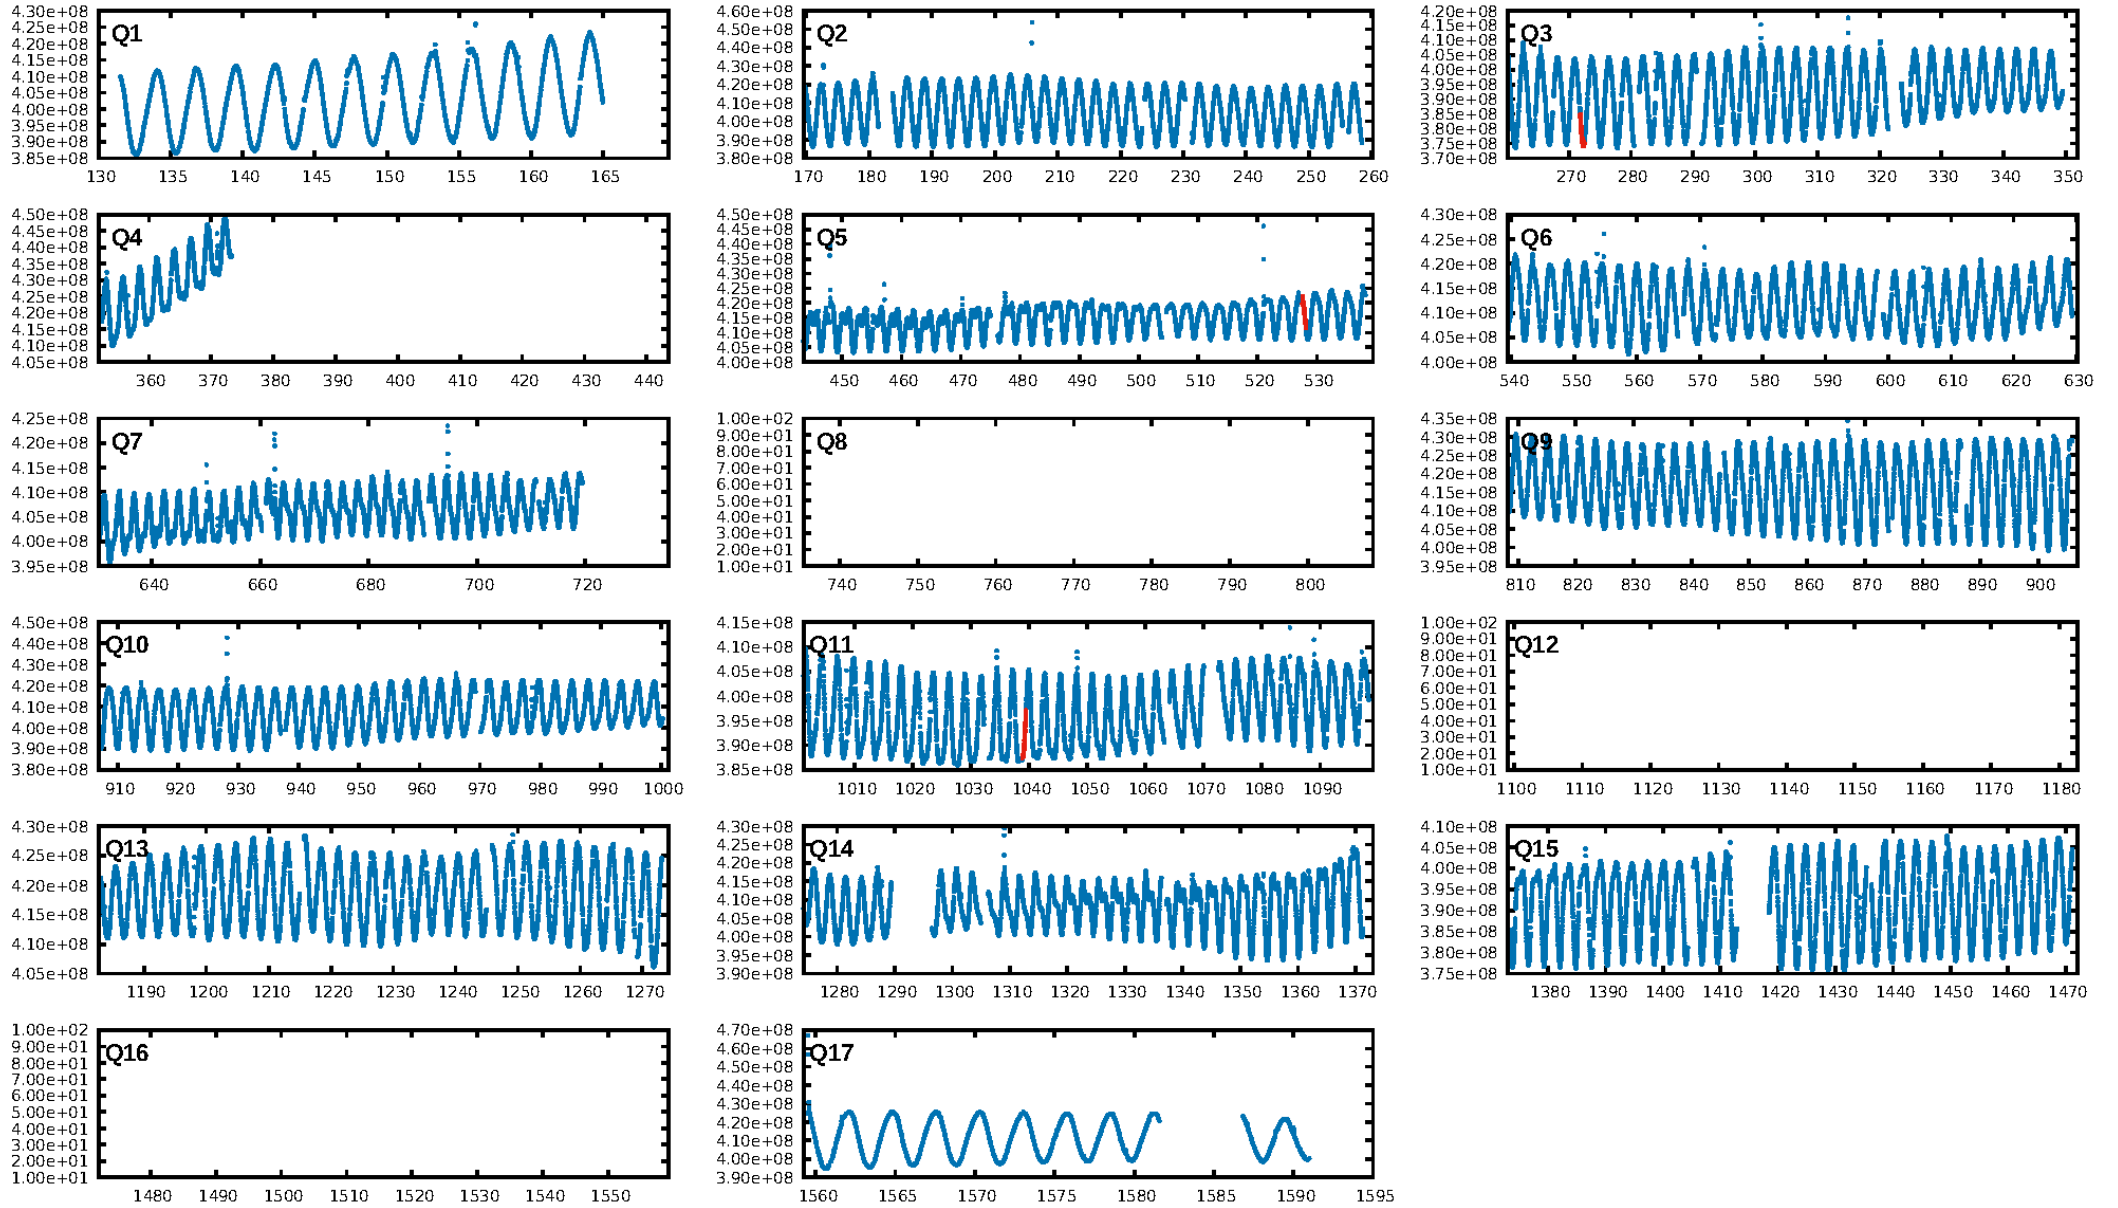 4.30e+08
4.25e+08
4.20e+08
4.15e+08
4.10e+08
4.05e+08
4.00e+08
3.95e+08
3.90e+08
3.85e+08
Q1
130 135 140 145 150 155 160 165
4.60e+08
4.50e+08
4.40e+08
4.30e+08
4.20e+08
4.10e+08
4.00e+08
3.90e+08
3.80e+08
Q2
170 180 190 200 210 220 230 240 250 260
4.20e+08
4.15e+08
4.10e+08
4.05e+08
4.00e+08
3.95e+08
3.90e+08
3.85e+08
3.80e+08
3.75e+08
3.70e+08
Q3
270 280 290 300 310 320 330 340 350
4.50e+08
4.45e+08
4.40e+08
4.35e+08
4.30e+08
4.25e+08
4.20e+08
4.15e+08
4.10e+08
4.05e+08
Q4
360 370 380 390 400 410 420 430 440
4.50e+08
4.45e+08
4.40e+08
4.35e+08
4.30e+08
4.25e+08
4.20e+08
4.15e+08
4.10e+08
4.05e+08
4.00e+08
Q5
450 460 470 480 490 500 510 520 530
4.30e+08
4.25e+08
4.20e+08
4.15e+08
4.10e+08
4.05e+08
4.00e+08
Q6
540 550 560 570 580 590 600 610 620 630
4.25e+08
4.20e+08
4.15e+08
4.10e+08
4.05e+08
4.00e+08
3.95e+08
Q7
640 660 680 700 720
1.00e+02
9.00e+01
8.00e+01
7.00e+01
6.00e+01
5.00e+01
4.00e+01
3.00e+01
2.00e+01
1.00e+01
Q8
740 750 760 770 780 790 800
4.35e+08
4.30e+08
4.25e+08
4.20e+08
4.15e+08
4.10e+08
4.05e+08
4.00e+08
3.95e+08
Q9
810 820 830 840 850 860 870 880 890 900
4.50e+08
4.40e+08
4.30e+08
4.20e+08
4.10e+08
4.00e+08
3.90e+08
3.80e+08
Q10
910 920 930 940 950 960 970 980 990 1000
4.15e+08
4.10e+08
4.05e+08
4.00e+08
3.95e+08
3.90e+08
3.85e+08
Q11
1010 1020 1030 1040 1050 1060 1070 1080 1090
1.00e+02
9.00e+01
8.00e+01
7.00e+01
6.00e+01
5.00e+01
4.00e+01
3.00e+01
2.00e+01
1.00e+01
Q12
1100 1110 1120 1130 1140 1150 1160 1170 1180
4.30e+08
4.25e+08
4.20e+08
4.15e+08
4.10e+08
4.05e+08
Q13
1190 1200 1210 1220 1230 1240 1250 1260 1270
4.30e+08
4.25e+08
4.20e+08
4.15e+08
4.10e+08
4.05e+08
4.00e+08
3.95e+08
3.90e+08
Q14
1280 1290 1300 1310 1320 1330 1340 1350 1360 1370
4.10e+08
4.05e+08
4.00e+08
3.95e+08
3.90e+08
3.85e+08
3.80e+08
3.75e+08
Q15
1380 1390 1400 1410 1420 1430 1440 1450 1460 1470
1.00e+02
9.00e+01
8.00e+01
7.00e+01
6.00e+01
5.00e+01
4.00e+01
3.00e+01
2.00e+01
1.00e+01
Q16
1480 1490 1500 1510 1520 1530 1540 1550
4.70e+08
4.60e+08
4.50e+08
4.40e+08
4.30e+08
4.20e+08
4.10e+08
4.00e+08
3.90e+08
Q17
1560 1565 1570 1575 1580 1585 1590 1595